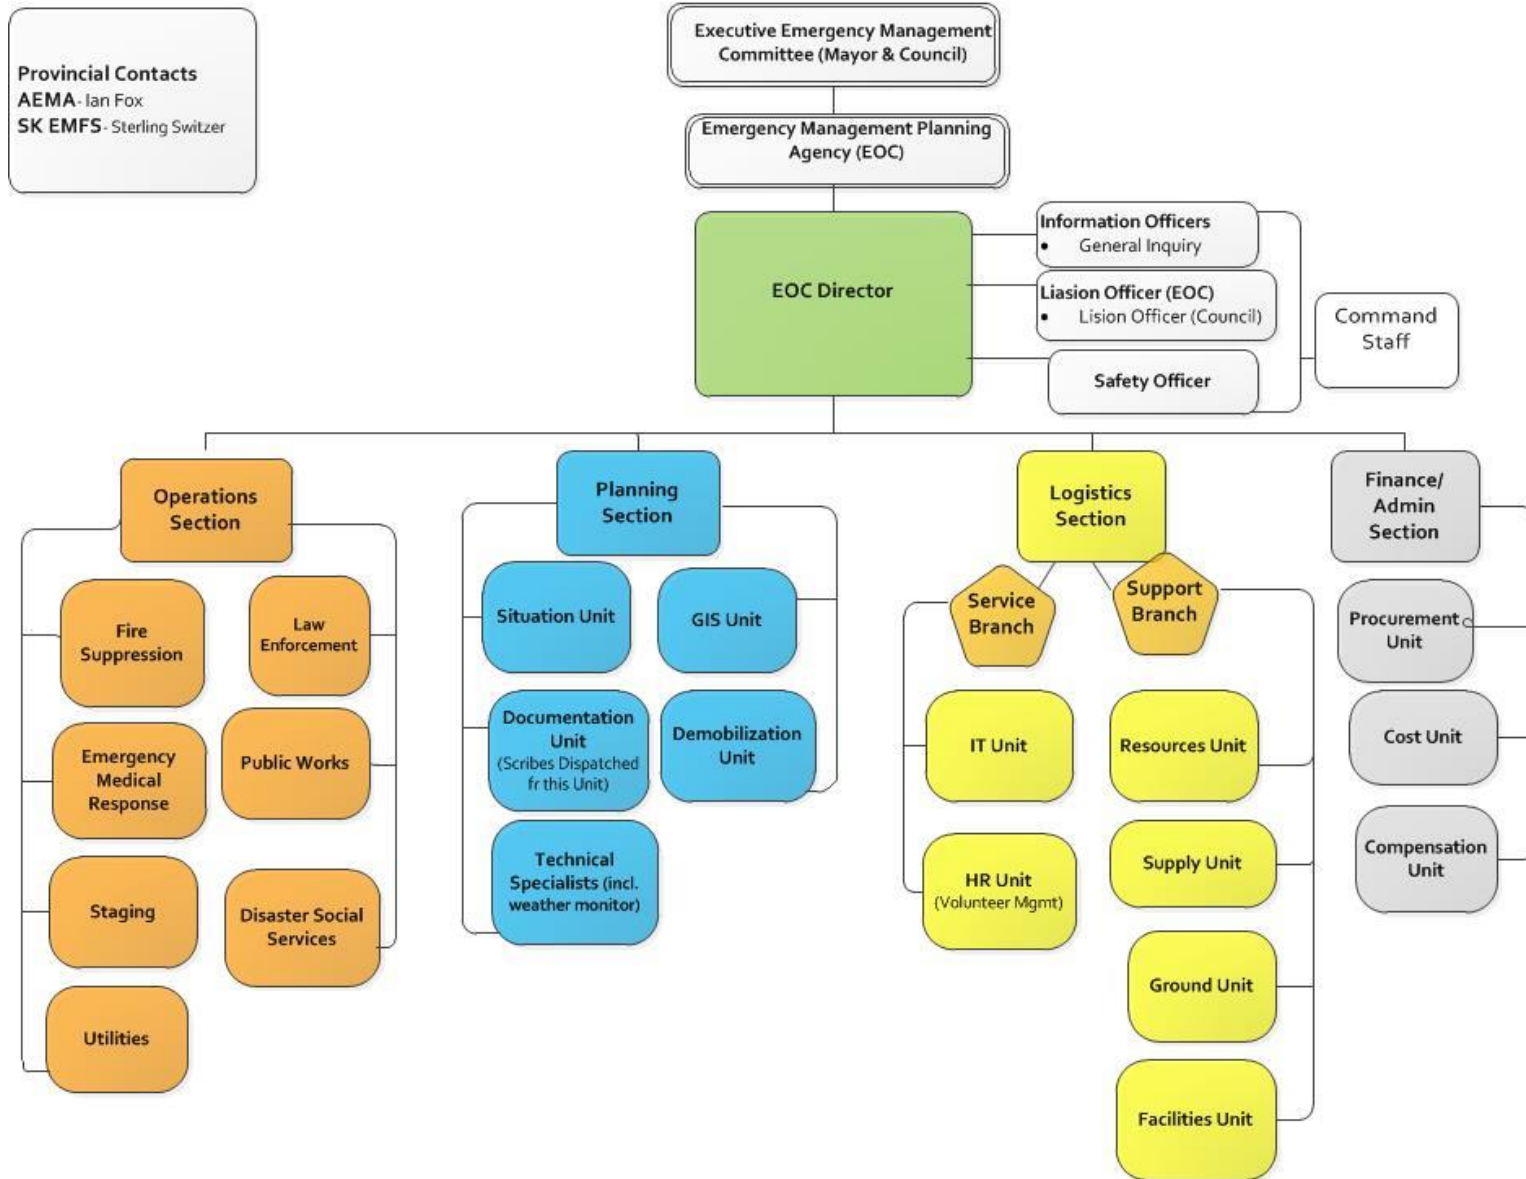 Provincial Contacts
AEMA- Ian Fox
SK EMFS- Sterling Switzer
Executive Emergency Management
Committee (Mayor & Council)
Emergency Management Planning
Agency (EOC)
EOC Director
Information Officers
• General Inquiry
Liasion Officer (EOC)
• Lision Officer (Council)
Safety Officer
Command
Staff
Operations
Section
Fire
Suppression
Law
Enforcement
Emergency
Medical
Response
Public Works
Staging
Disaster Social
Services
Utilities
Planning
Section
Situation Unit
GIS Unit
Documentation
Unit
(Scribes Dispatched
fr this Unit)
Demobilization
Unit
Technical
Specialists (incl.
weather monitor)
Logistics
Section
Service
Branch
Support
Branch
IT Unit
Resources Unit
HR Unit
(Volunteer Mgmt)
Supply Unit
Ground Unit
Facilities Unit
Finance/
Admin
Section
Procurement
Unit
Cost Unit
Compensation
Unit